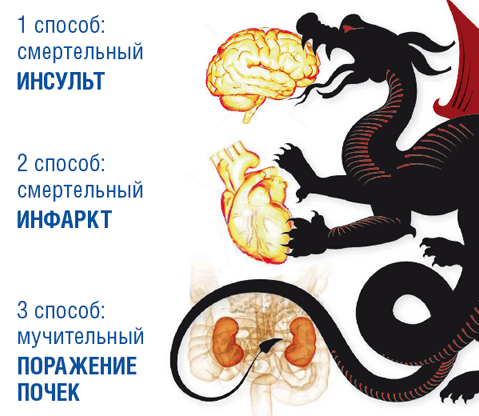 1 способ:
смертельный
ИНСУЛЬТ
2 способ:
смертельный
ИНФАРКТ
3 способ:
мучительный
ПОРАЖЕНИЕ
ПОЧЕК